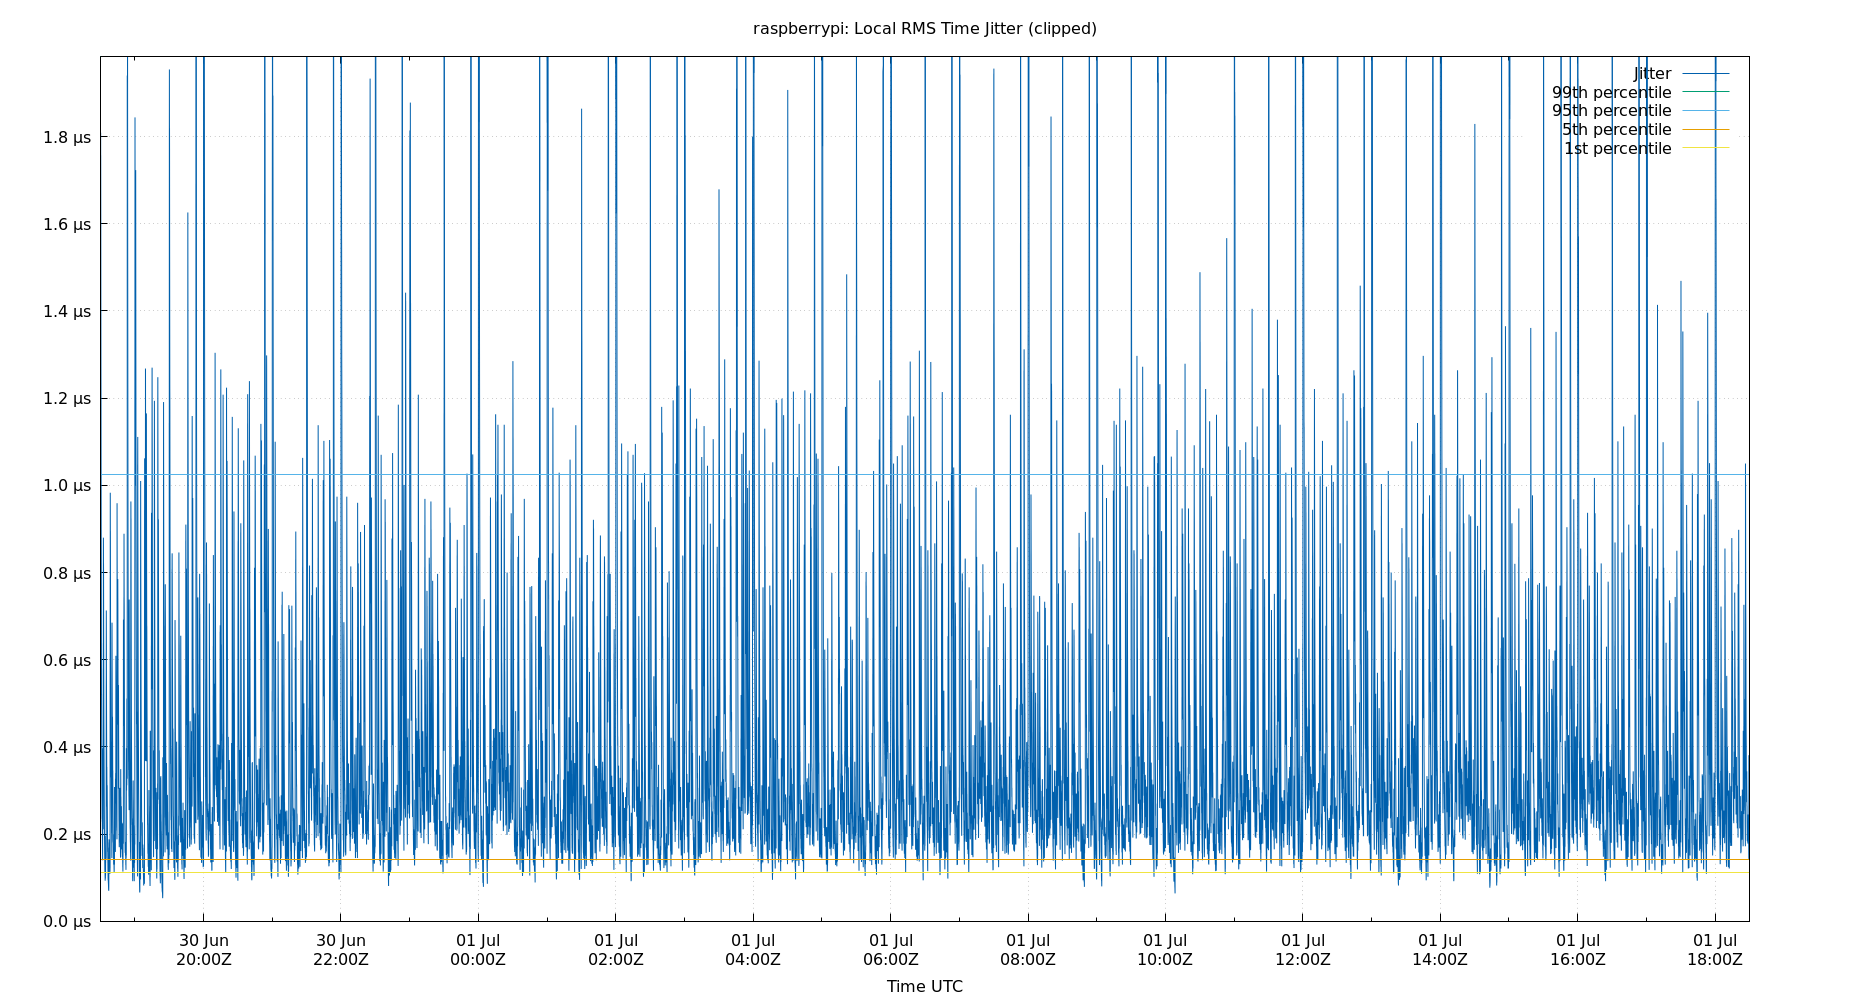 raspberrypi: Local RMS Time Jitter (clipped)
Jitter
99th percentile
95th percentile
5th percentile
1st percentile
1.8 µs
1.6 µs
1.4 µs
1.2 µs
1.0 µs
0.8 µs
0.6 µs
0.4 µs
0.2 µs
0.0 µs
30 Jun 30 Jun 01 Jul 01 Jul 01 Jul 01 Jul 01 Jul 01 Jul 01 Jul 01 Jul 01 Jul 01 Jul
20:00Z 22:00Z 00:00Z 02:00Z 04:00Z 06:00Z 08:00Z 10:00Z 12:00Z 14:00Z 16:00Z 18:00Z
Time UTC